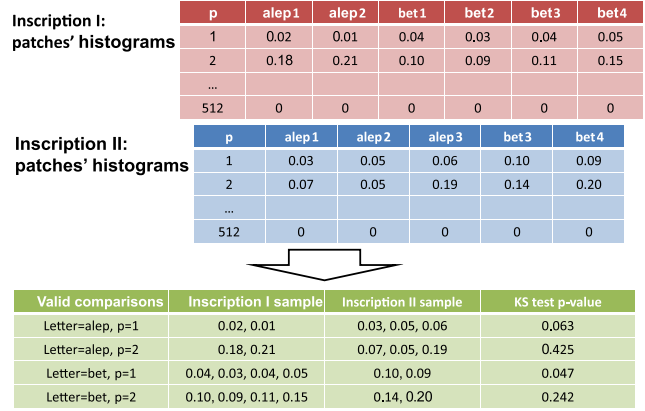 Inscription I:
patches’ histograms
p alep1 alep2 bet1 bet2 bet3 bet4
1 0.02 0.01 0.04 0.03 0.04 0.05
2 0.18 0.21 0.10 0.09 0.11 0.15
...
512 0 0 0 0 0 0
Inscription II:
patches’ histograms
p alep1 alep2 alep3 bet3 bet4
1 0.03 0.05 0.06 0.10 0.09
2 0.07 0.05 0.19 0.14 0.20
...
512 0 0 0 0 0
Valid comparisons Inscription I sample Inscription II sample KS test p-value
Letter=alep, p=1 0.02, 0.01 0.03, 0.05, 0.06 0.063
Letter=alep, p=2 0.18, 0.21 0.07, 0.05, 0.19 0.425
Letter=bet, p=1 0.04, 0.03, 0.04, 0.05 0.10, 0.09 0.047
Letter=bet, p=2 0.10, 0.09, 0.11, 0.15 0.14, 0.20 0.242